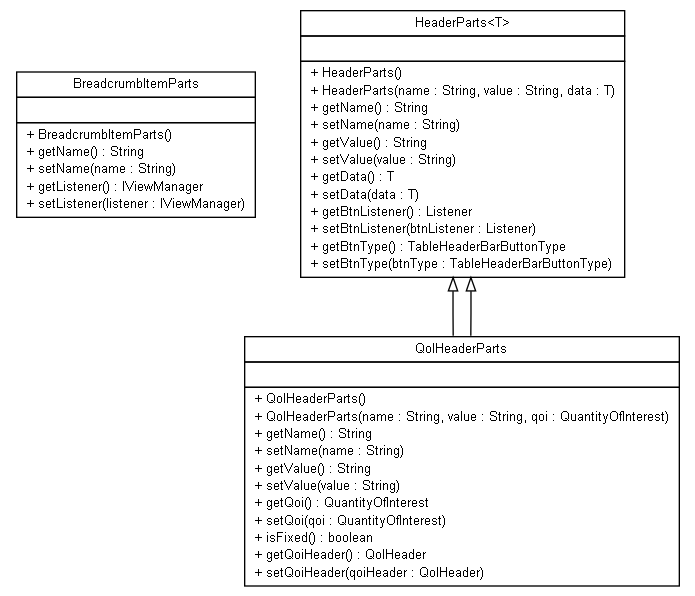 BreadcrumbItemParts
+ BreadcrumbItemParts()
+ getName() : String
+ setName(name : String)
+ getListener() : IViewManager
+ setListener(listener : IViewManager)
HeaderParts<T>
+ HeaderParts()
+ HeaderParts(name : String, value : String, data : T)
+ getName() : String
+ setName(name : String)
+ getValue() : String
+ setValue(value : String)
+ getData() : T
+ setData(data : T)
+ getBtnListener() : Listener
+ setBtnListener(btnListener : Listener)
+ getBtnType() : TableHeaderBarButtonType
+ setBtnType(btnType : TableHeaderBarButtonType)
QoIHeaderParts
+ QoIHeaderParts()
+ QoIHeaderParts(name : String, value : String, qoi : QuantityOfInterest)
+ getName() : String
+ setName(name : String)
+ getValue() : String
+ setValue(value : String)
+ getQoi() : QuantityOfInterest
+ setQoi(qoi : QuantityOfInterest)
+ isFixed() : boolean
+ getQoiHeader() : QoIHeader
+ setQoiHeader(qoiHeader : QoIHeader)